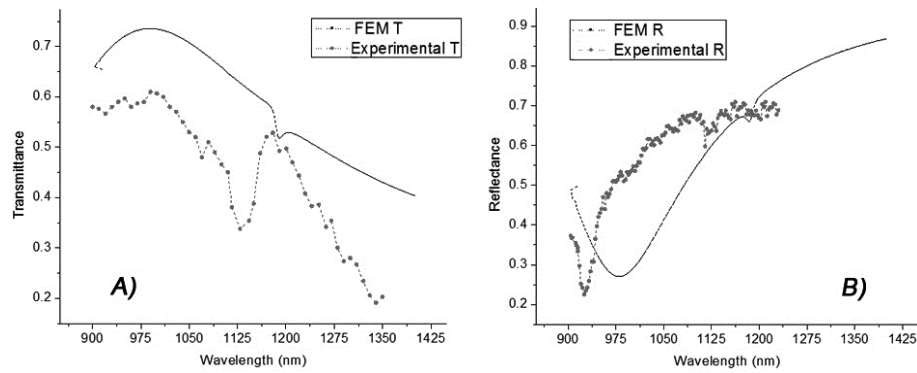 FEM T
Experimental T
0.7
0.6
0.5
0.4
0.3
0.2
Transmittance
A)
900 975 1050 1125 1200 1275 1350 1425
Wavelength (nm)
FEM R
Experimental R
0.9
0.8
0.7
0.6
0.5
0.4
0.3
0.2
Reflectance
B)
900 975 1050 1125 1200 1275 1350 1425
Wavelength (nm)